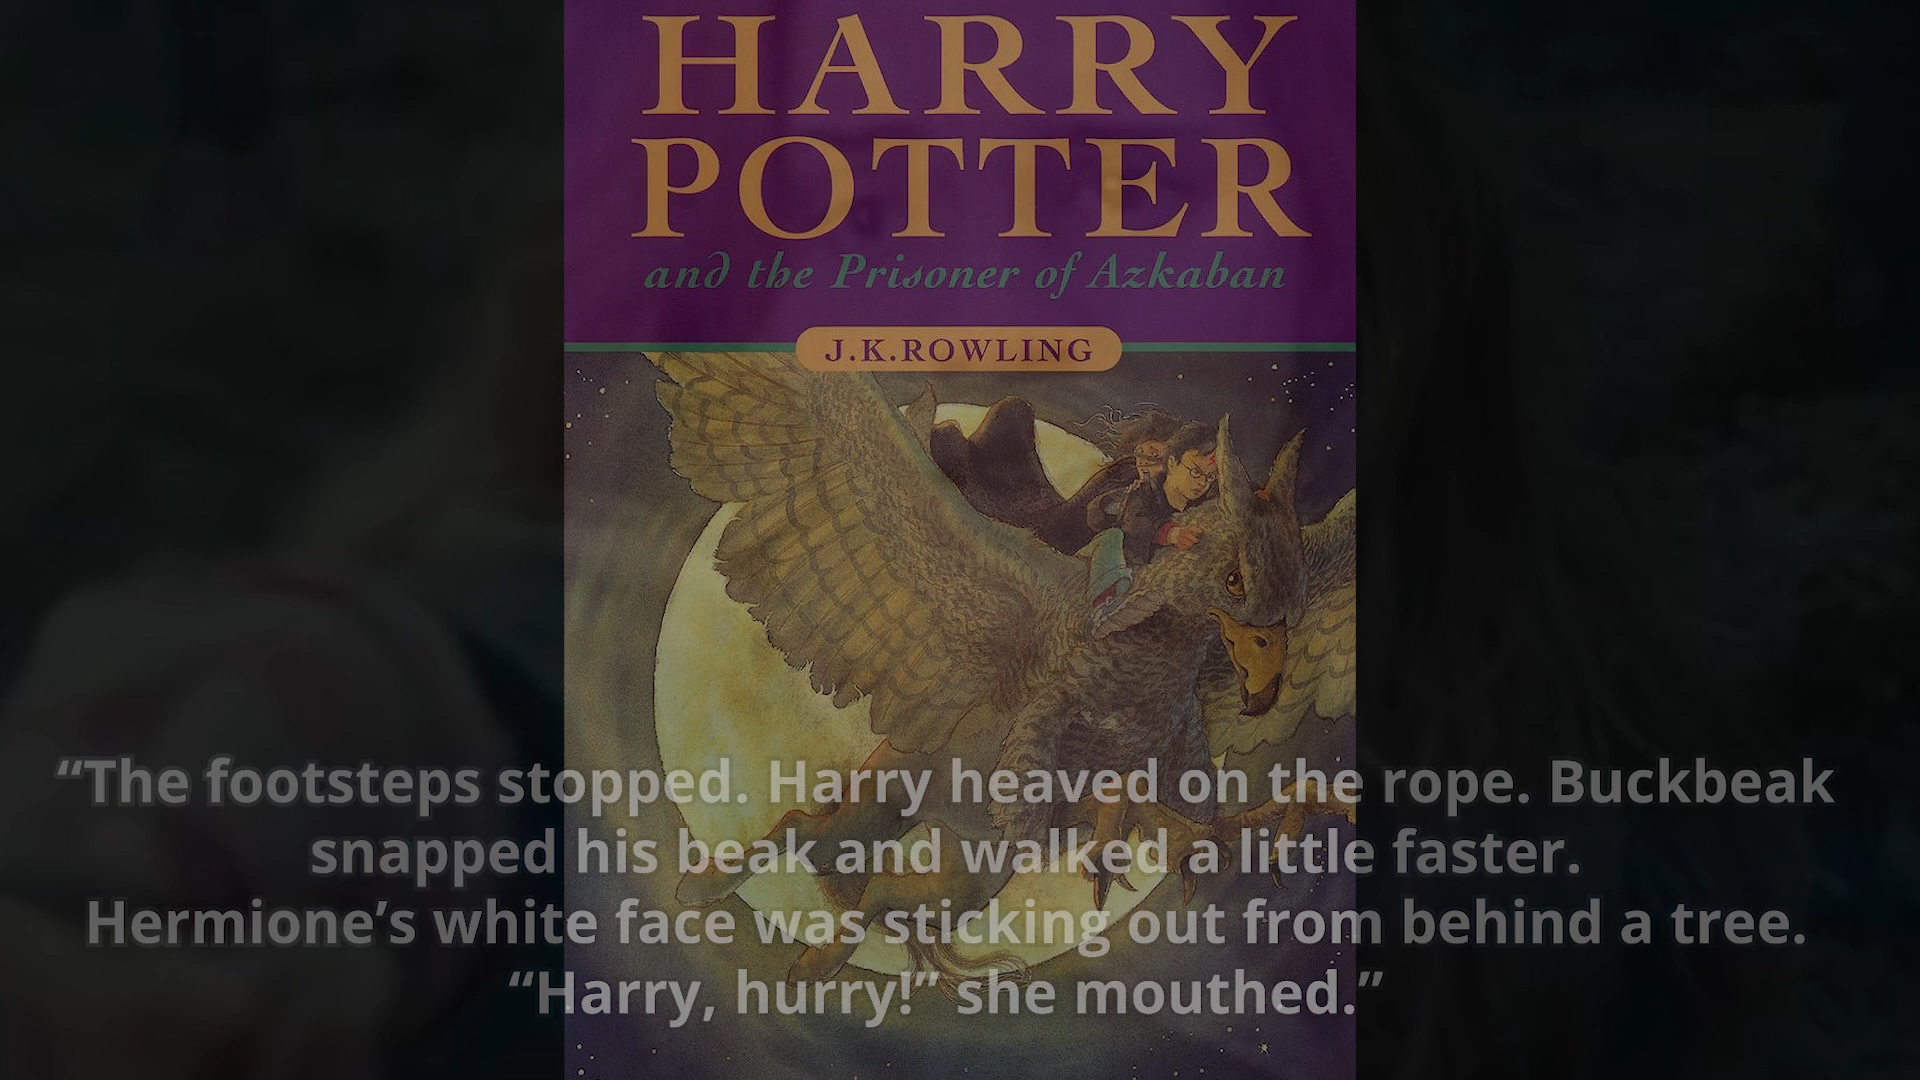 HARRY
POTTER
and the Prisoner of Azkaban
J.K.ROWLING
“The footsteps stopped. Harry heaved on the rope. Buckbeak
snapped his beak and walked a little faster.
Hermione’s white face was sticking out from behind a tree.
“Harry, hurry!” she mouthed.”